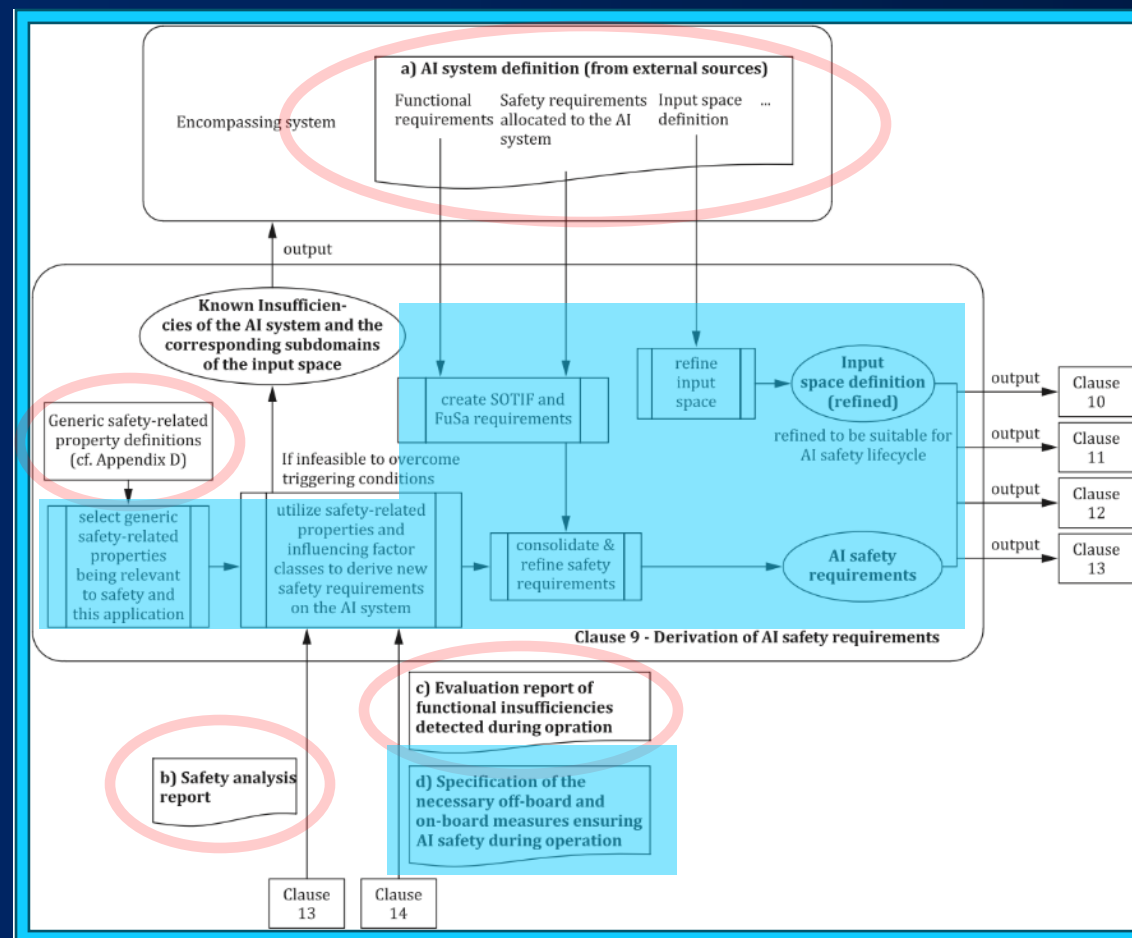 a) AI system definition (from external sources)
Functional
requirements
Safety requirements
allocated to the AI
system
Input space
definition
...
Encompassing system
output
Known Insufficien-
cies of the AI system and the
corresponding subdomains
of the input space
Generic safety-related
property definitions
(cf. Appendix D)
If infeasible to overcome
triggering conditions
create SOTIF and
FuSa requirements
refine
input
space
Input
space definition
(refined)
refined to be suitable for
AI safety lifecycle
output
Clause
10
output
Clause
11
output
Clause
12
output
Clause
13
select generic
safety-related
properties
being relevant
to safety and
this application
utilize safety-related
properties and
influencing factor
classes to derive new
safety requirements
on the AI system
consolidate &
refine safety
requirements
AI safety
requirements
Clause 9 - Derivation of AI safety requirements
c) Evaluation report of
functional insufficiencies
detected during opration
b) Safety analysis
report
d) Specification of the
necessary off-board and
on-board measures ensuring
AI safety during operation
Clause
13
Clause
14